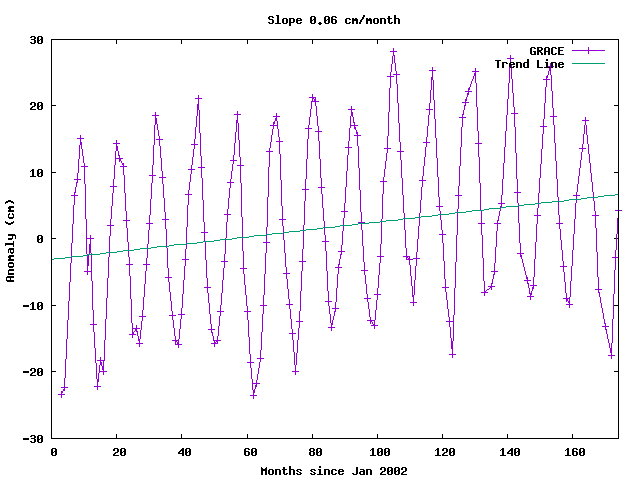 Slope 0.06 cm/month
GRACE
Trend Line
30
20
10
0
-10
-20
-30
Anomaly (cm)
0 20 40 60 80 100 120 140 160
Months since Jan 2002